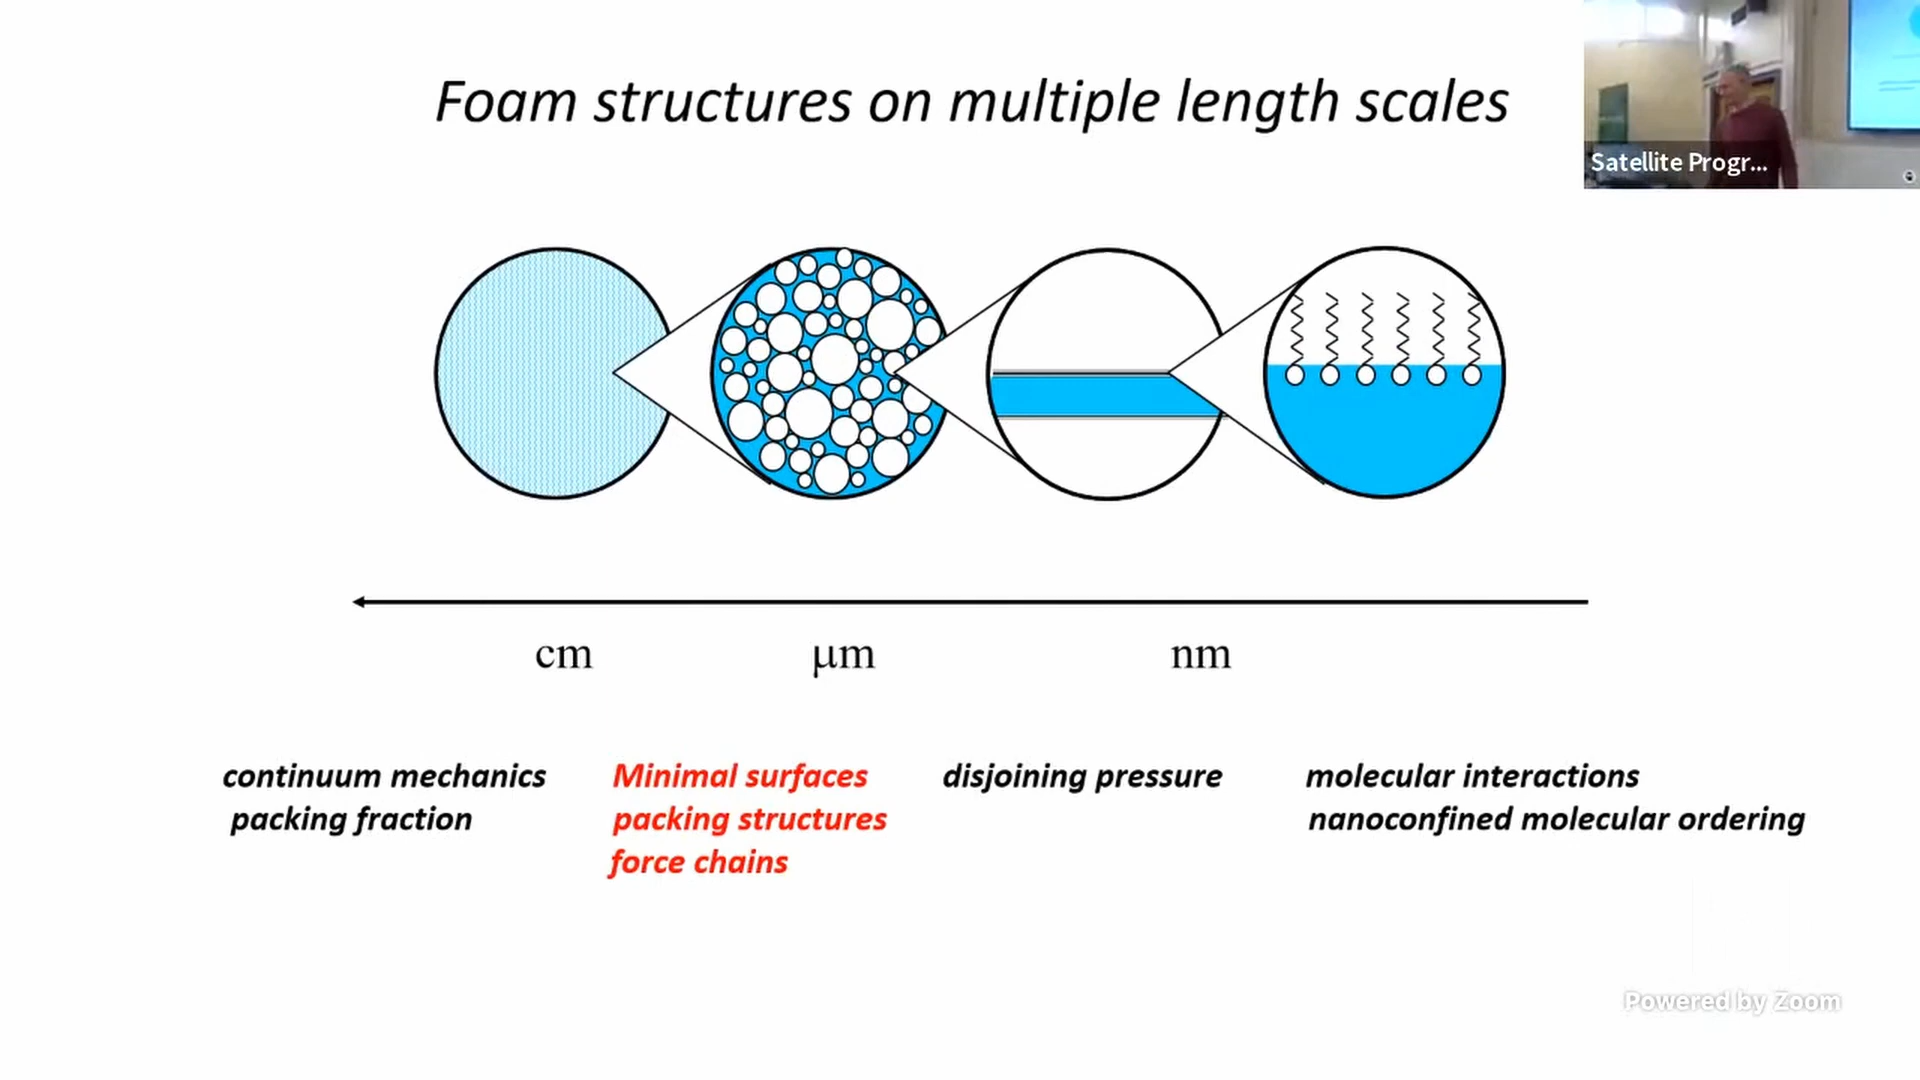 Foam structures on multiple length scales
Satellite Progr...
cm
μm
nm
continuum mechanics
packing fraction
Minimal surfaces
packing structures
force chains
disjoining pressure
molecular interactions
nanoconfined molecular ordering
Powered by Zoom